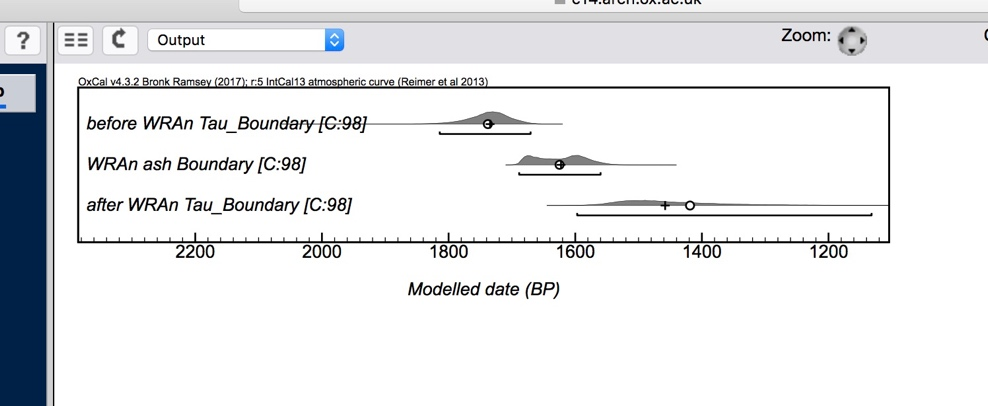 c14.arch.ox.ac.uk
?
Output
Zoom:
OxCal v4.3.2 Bronk Ramsey (2017); r:5 IntCal13 atmospheric curve (Reimer et al 2013)
before WRAn Tau_Boundary [C:98]
WRAn ash Boundary [C:98]
after WRAn Tau_Boundary [C:98]
2200 2000 1800 1600 1400 1200
Modelled date (BP)